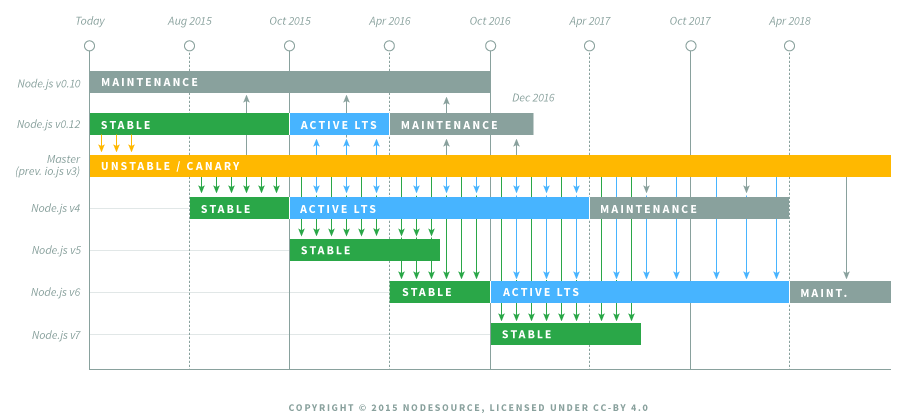 Today Aug 2015 Oct 2015 Apr 2016 Oct 2016 Apr 2017 Oct 2017 Apr 2018
Node.js v0.10 MAINTENANCE
Dec 2016
Node.js v0.12 STABLE ACTIVE LTS MAINTENANCE
Master
(prev. io.js v3) UNSTABLE / CANARY
Node.js v4 STABLE ACTIVE LTS MAINTENANCE
Node.js v5 STABLE
Node.js v6 STABLE ACTIVE LTS MAINT.
Node.js v7 STABLE
COPYRIGHT © 2015 NODESOURCE, LICENSED UNDER CC-BY 4.0